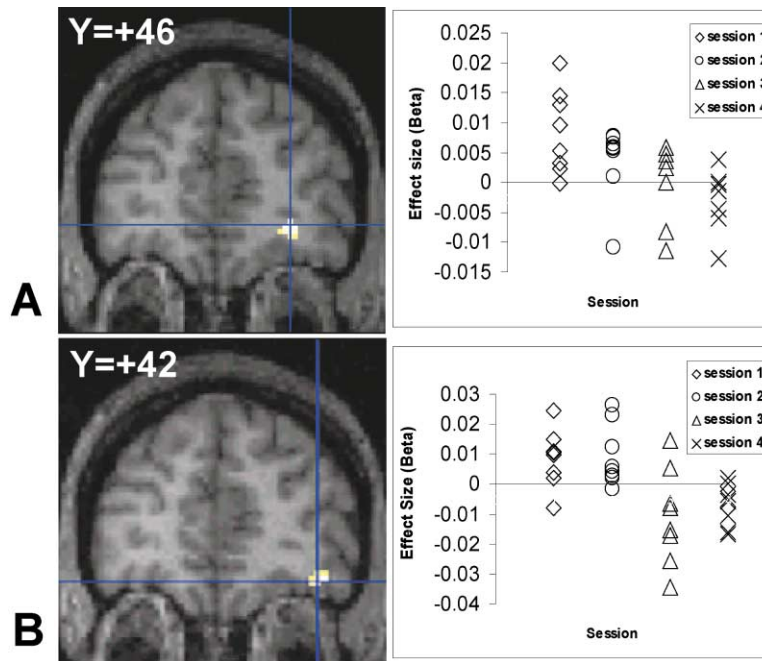 A
Y=+46
Effect size (Beta)
0.025
0.02
0.015
0.01
0.005
0
-0.005
-0.01
-0.015
Session
session 1
session 2
session 3
session 4
B
Y=+42
Effect Size (Beta)
0.03
0.02
0.01
0
-0.01
-0.02
-0.03
-0.04
Session
session 1
session 2
session 3
session 4